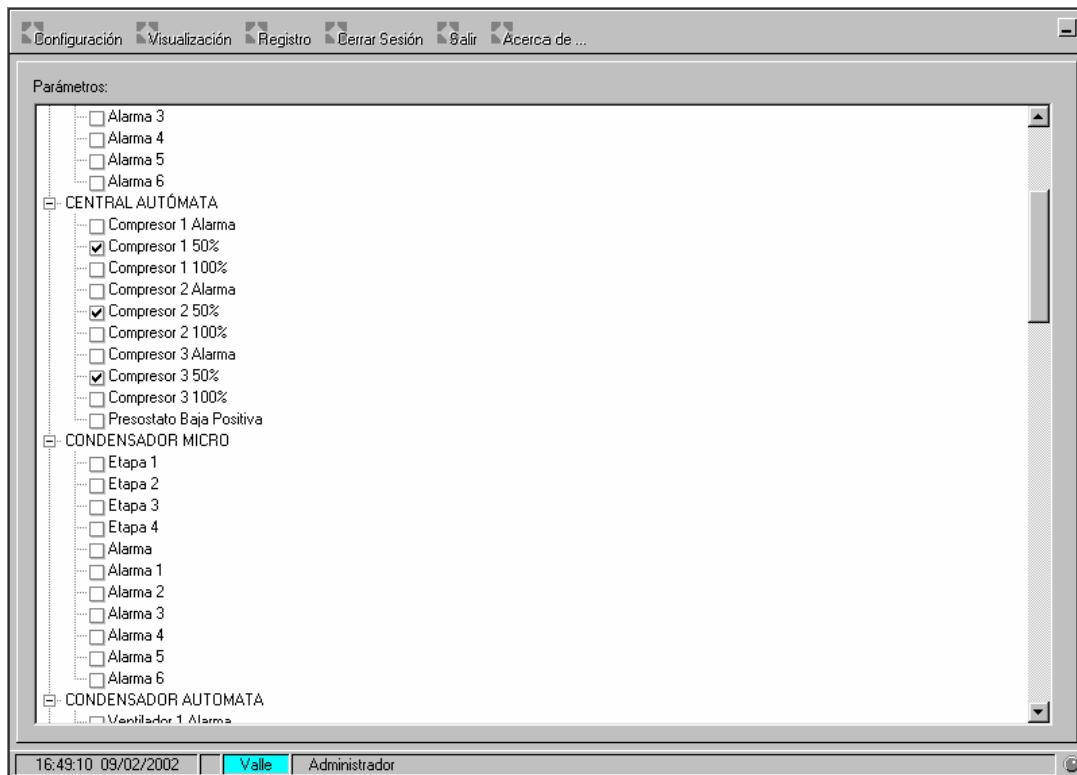 Configuración Visualización Registro Cerrar Sesión Salir Acerca de ...
Parámetros:
Alarma 3
Alarma 4
Alarma 5
Alarma 6
CENTRAL AUTÓMATA
Compresor 1 Alarma
Compresor 1 50%
Compresor 1 100%
Compresor 2 Alarma
Compresor 2 50%
Compresor 2 100%
Compresor 3 Alarma
Compresor 3 50%
Compresor 3 100%
Presostato Baja Positiva
CONDENSADOR MICRO
Etapa 1
Etapa 2
Etapa 3
Etapa 4
Alarma
Alarma 1
Alarma 2
Alarma 3
Alarma 4
Alarma 5
Alarma 6
CONDENSADOR AUTOMATA
Ventilador 1 Alarma
16:49:10 09/02/2002 Valle Administrador